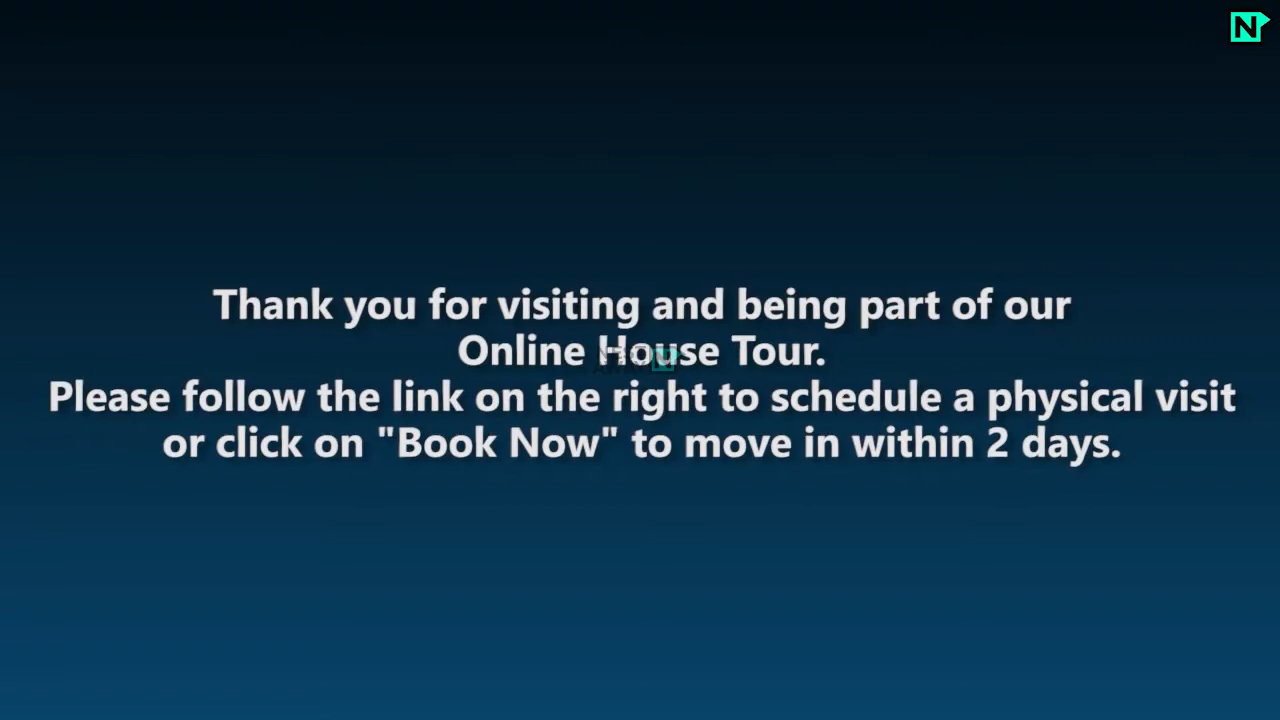 N
Thank you for visiting and being part of our
Online House Tour.
Please follow the link on the right to schedule a physical visit
or click on "Book Now" to move in within 2 days.